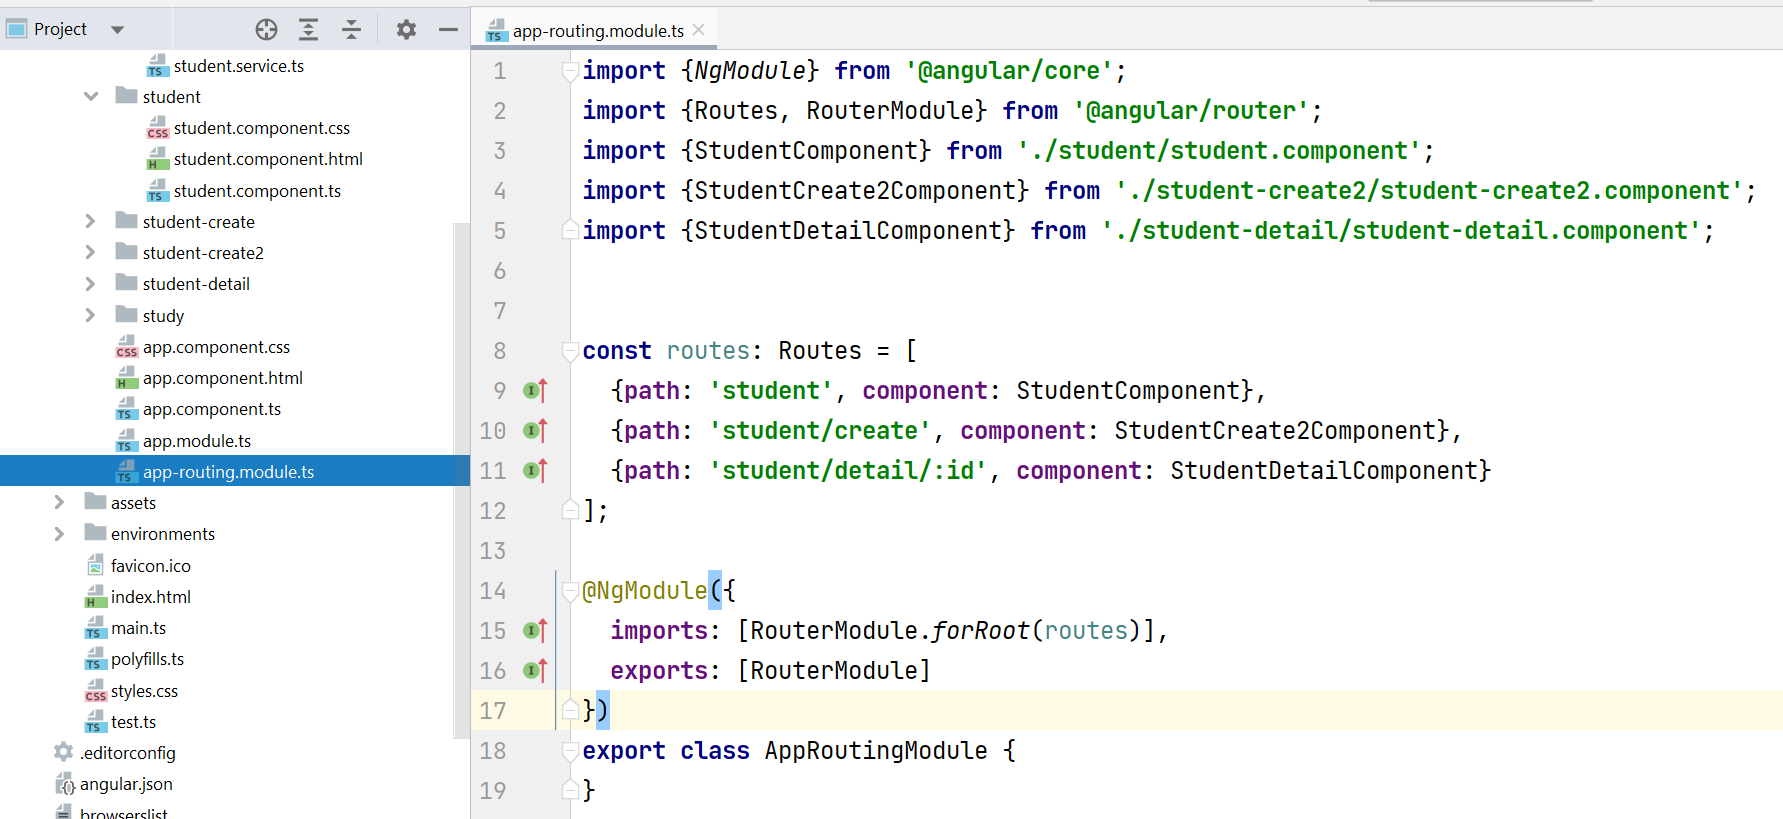 Project
student.service.ts
student
student.component.css
student.component.html
student.component.ts
student-create
student-create2
student-detail
study
app.component.css
app.component.html
app.component.ts
app.module.ts
app-routing.module.ts
assets
environments
favicon.ico
index.html
main.ts
polyfills.ts
styles.css
test.ts
.editorconfig
angular.json
browserslist
app-routing.module.ts
1 import {NgModule} from '@angular/core';
2 import {Routes, RouterModule} from '@angular/router';
3 import {StudentComponent} from './student/student.component';
4 import {StudentCreate2Component} from './student-create2/student-create2.component';
5 import {StudentDetailComponent} from './student-detail/student-detail.component';
6
7
8 const routes: Routes = [
9 {path: 'student', component: StudentComponent},
10 {path: 'student/create', component: StudentCreate2Component},
11 {path: 'student/detail/:id', component: StudentDetailComponent}
12 ];
13
14 @NgModule({
15 imports: [RouterModule.forRoot(routes)],
16 exports: [RouterModule]
17 })
18 export class AppRoutingModule {
19 }